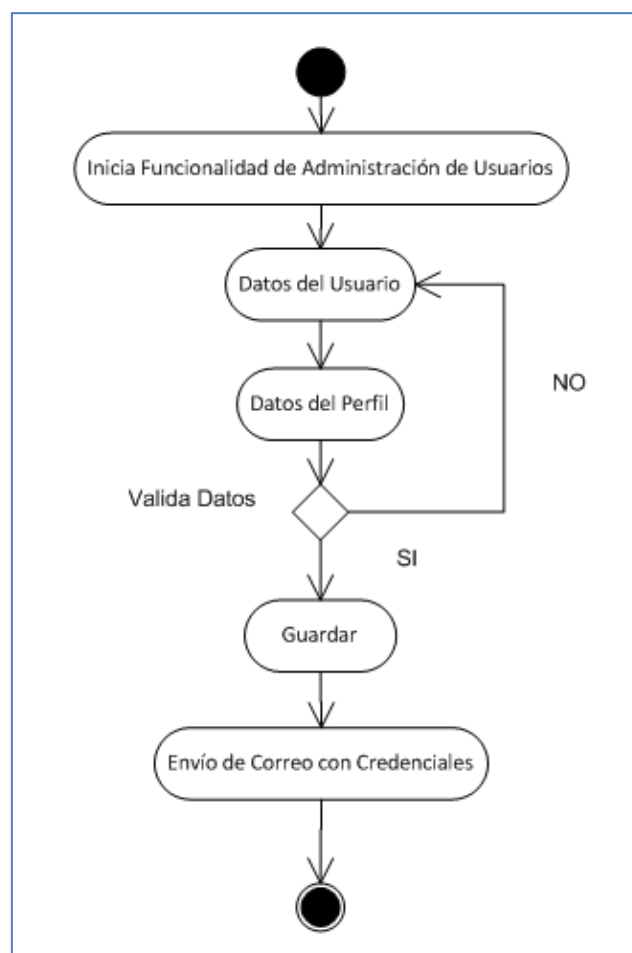 Inicia Funcionalidad de Administración de Usuarios
Datos del Usuario
NO
Datos del Perfil
Valida Datos
SI
Guardar
Envío de Correo con Credenciales